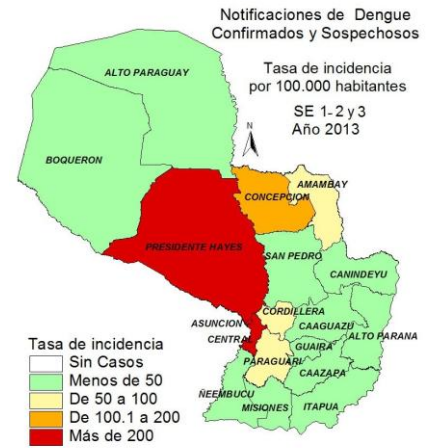 Notificaciones de Dengue
Confirmados y Sospechosos
Tasa de incidencia
por 100.000 habitantes
SE 1-2 y 3
Año 2013
N
ALTO PARAGUAY
BOQUERON
CONCEPCION
AMAMBAY
PRESIDENTE HAYES
SAN PEDRO
CANINDEYU
CORDILLERA
ASUNCION
CAAGUAZU
CENTRAL
ALTO PARANA
GUAIRA
PARAGUARI
CAAZAPA
ÑEEMBUCU
MISIONES
ITAPUA
Tasa de incidencia
Sin Casos
Menos de 50
De 50 a 100
De 100.1 a 200
Más de 200